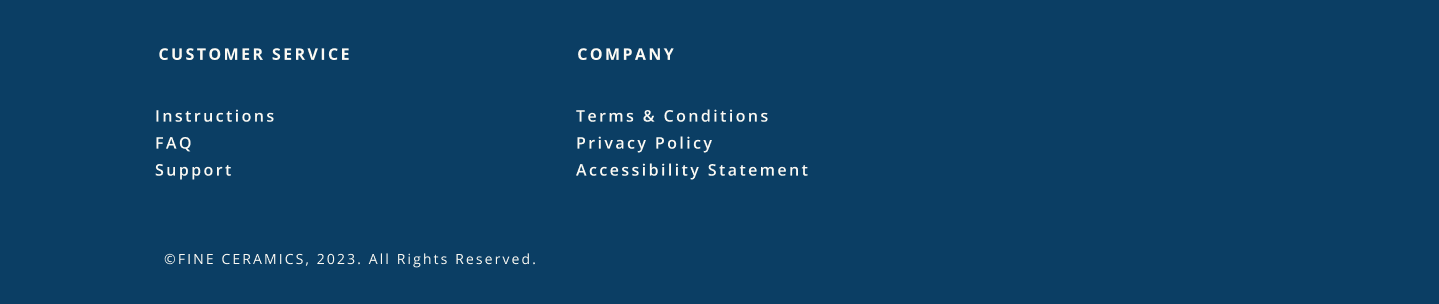 CUSTOMER SERVICE
Instructions
FAQ
Support
COMPANY
Terms & Conditions
Privacy Policy
Accessibility Statement
©FINE CERAMICS, 2023. All Rights Reserved.